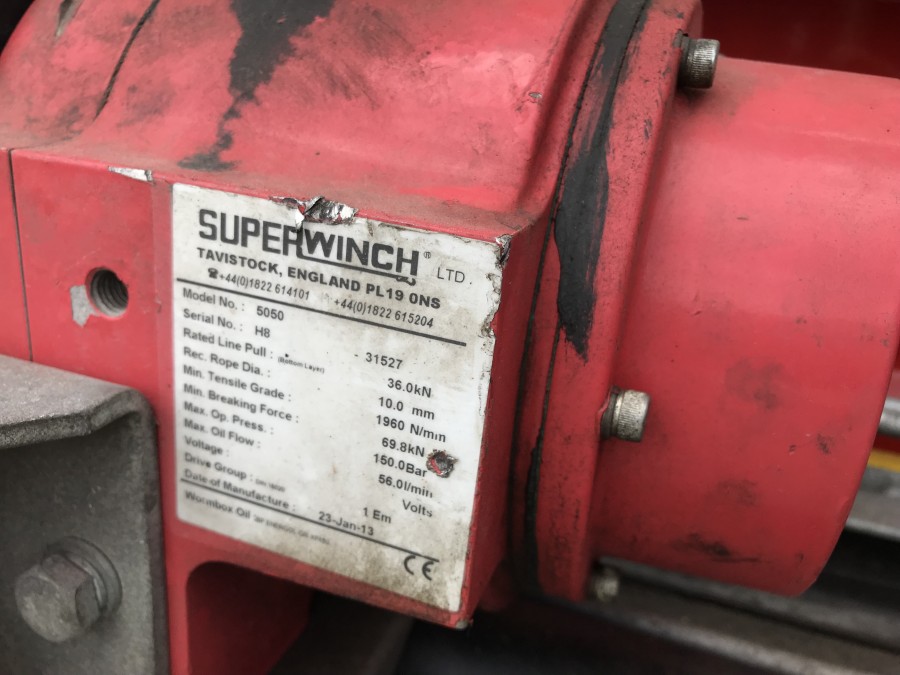 SUPERWINCH® LTD.
TAVISTOCK, ENGLAND PL19 0NS
☎+44(0)1822 614101 +44(0)1822 615204
Model No. : 5050
Serial No. : H8 - 31527
Rated Line Pull : (Bottom Layer) 36.0kN
Rec. Rope Dia. : 10.0 mm
Min. Tensile Grade : 1960 N/mm
Min. Breaking Force : 69.8kN
Max. Op. Press. : 150.0Bar
Max. Oil Flow : 56.0l/min
Voltage : Volts
Drive Group : 1 Em
Date of Manufacture : 23-Jan-13
Wormbox Oil
CE